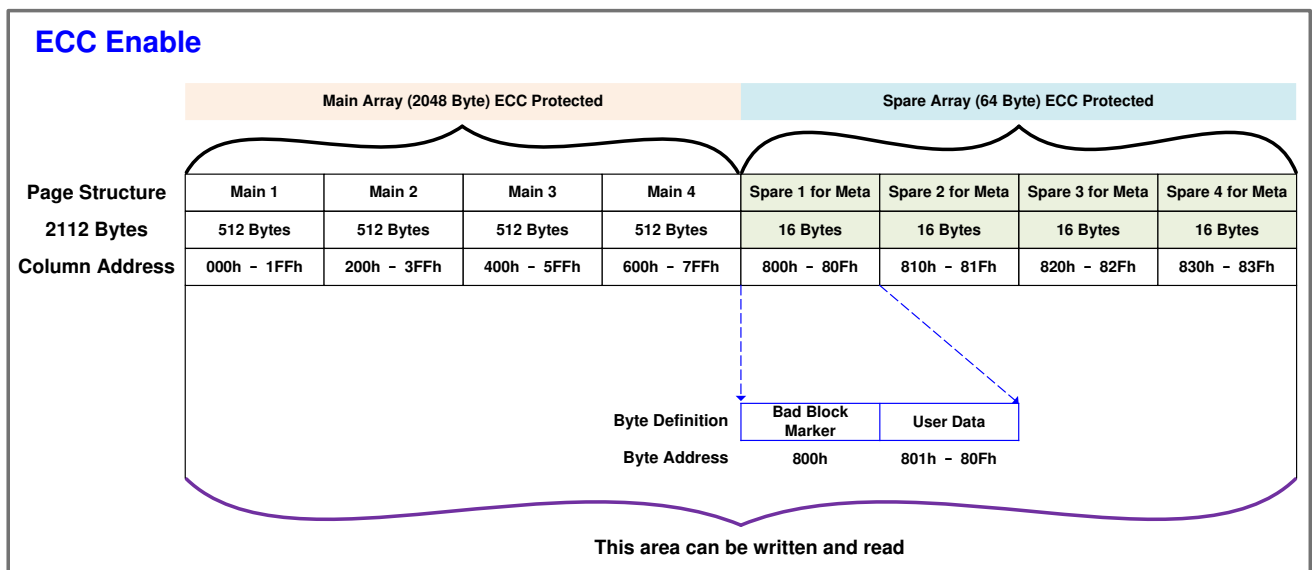 ECC Enable
Main Array (2048 Byte) ECC Protected Spare Array (64 Byte) ECC Protected
Page Structure Main 1 Main 2 Main 3 Main 4 Spare 1 for Meta Spare 2 for Meta Spare 3 for Meta Spare 4 for Meta
2112 Bytes 512 Bytes 512 Bytes 512 Bytes 512 Bytes 16 Bytes 16 Bytes 16 Bytes 16 Bytes
Column Address 000h - 1FFh 200h - 3FFh 400h - 5FFh 600h - 7FFh 800h - 80Fh 810h - 81Fh 820h - 82Fh 830h - 83Fh
Byte Definition Bad Block Marker User Data
Byte Address 800h 801h - 80Fh
This area can be written and read